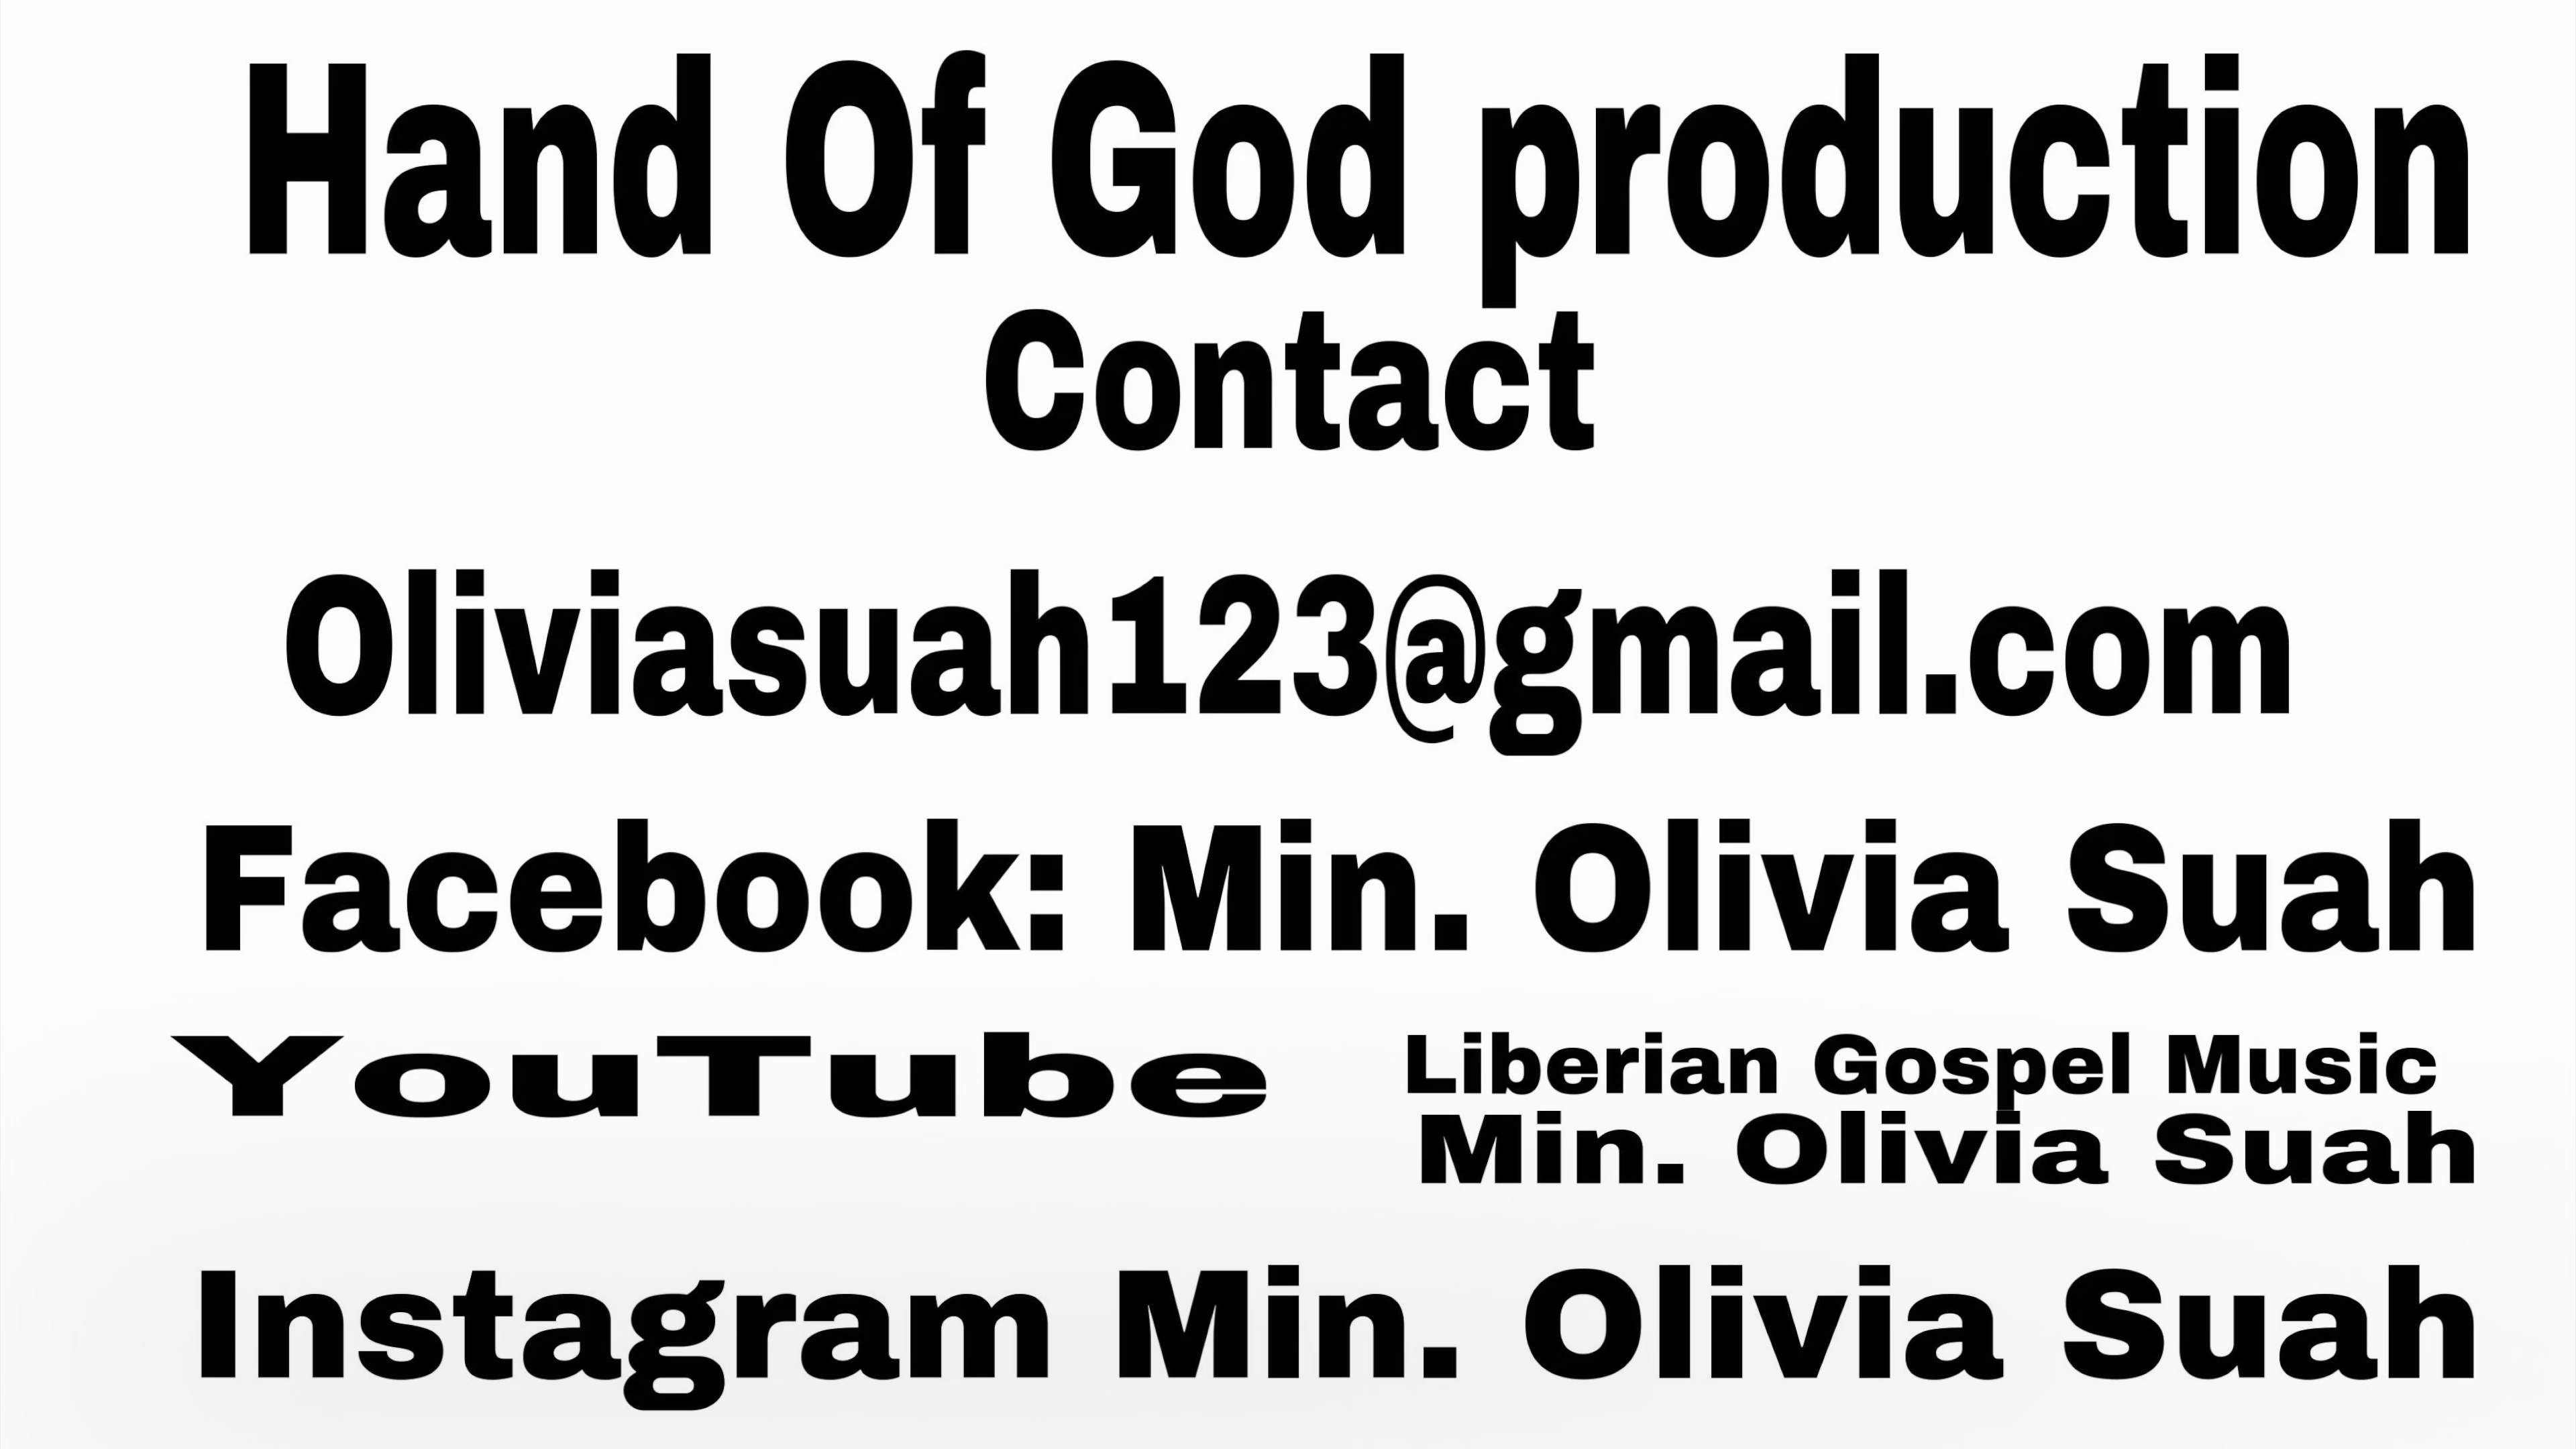 Hand Of God production
Contact
Oliviasuah123@gmail.com
Facebook: Min. Olivia Suah
YouTube Liberian Gospel Music
Min. Olivia Suah
Instagram Min. Olivia Suah